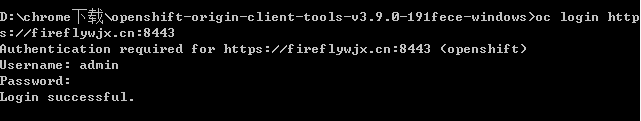 D:\chrome下载\openshift-origin-client-tools-v3.9.0-191fece-windows>oc login http
s://fireflywjx.cn:8443
Authentication required for https://fireflywjx.cn:8443 (openshift)
Username: admin
Password:
Login successful.